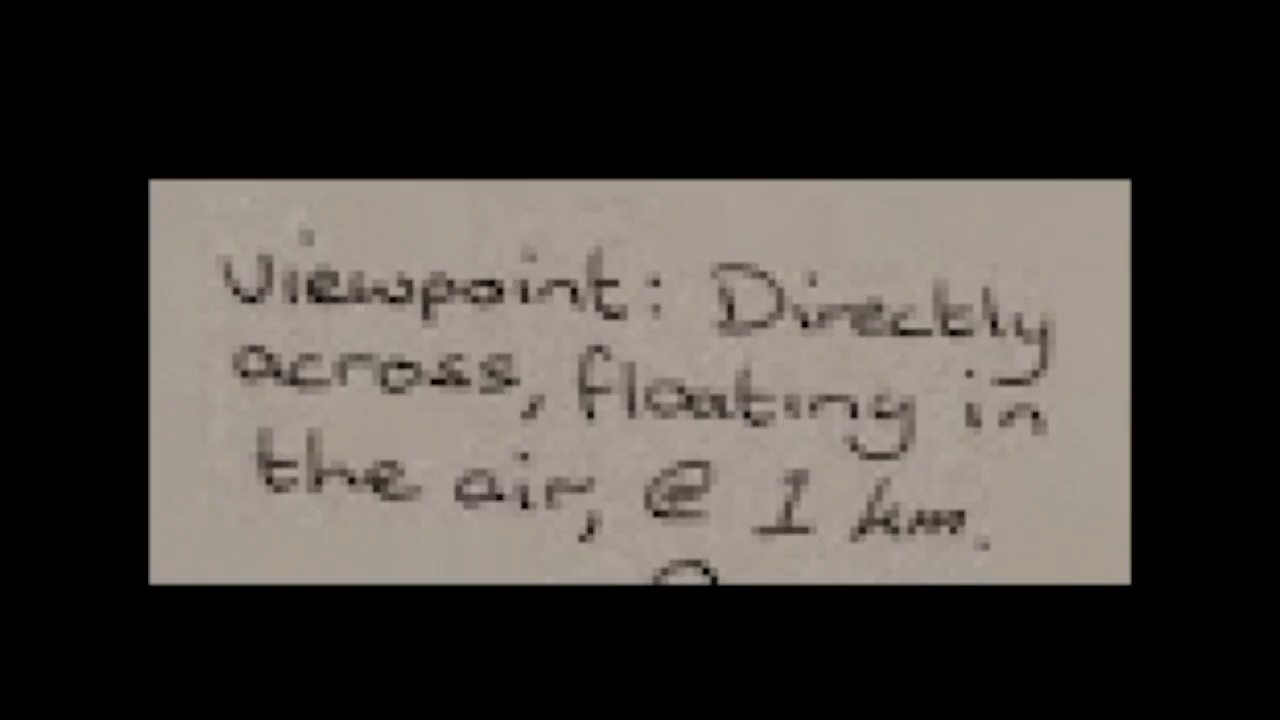 Viewpoint: Directly
across, floating in
the air, @ 1 km.